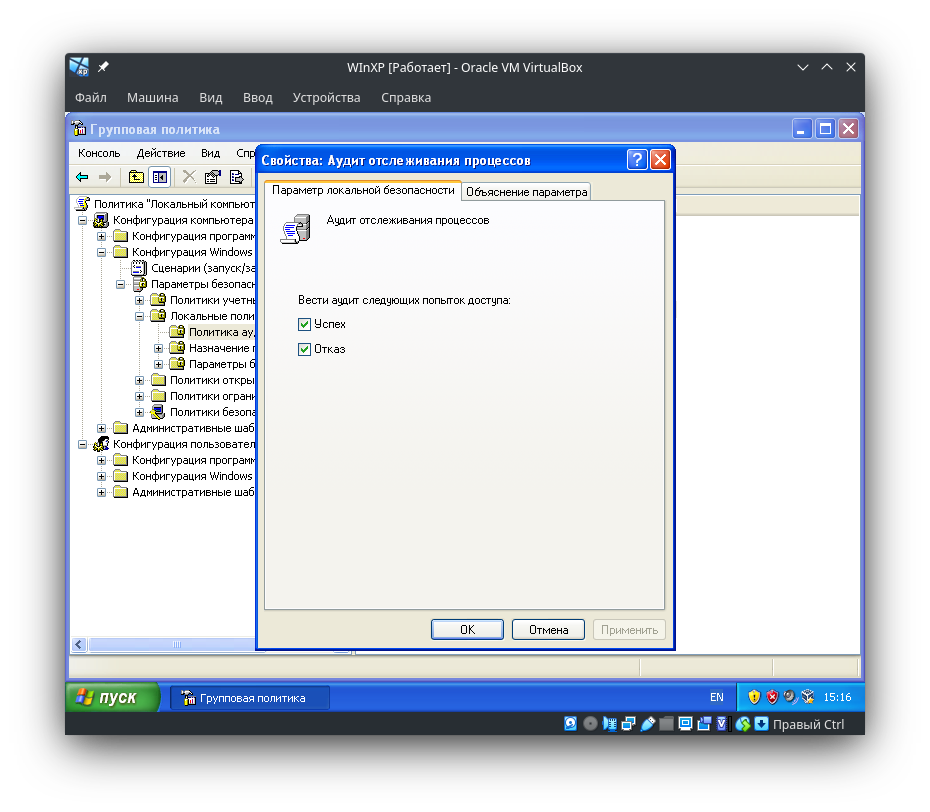 WInXP [Работает] - Oracle VM VirtualBox
Файл Машина Вид Ввод Устройства Справка
Групповая политика
Консоль Действие Вид Спр
Свойства: Аудит отслеживания процессов
Параметр локальной безопасности Объяснение параметра
Аудит отслеживания процессов
Вести аудит следующих попыток доступа:
Успех
Отказ
OK Отмена Применить
Политика "Локальный компьют
Конфигурация компьютера
Конфигурация програм
Конфигурация Windows
Сценарии (запуск/за
Параметры безопасн
Политики учетн
Локальные поли
Политика ау
Назначение п
Параметры б
Политики откры
Политики ограни
Политики безопа
Административные шаб
Конфигурация пользовател
Конфигурация програм
Конфигурация Windows
Административные шаб
пуск Групповая политика EN 15:16
Правый Ctrl